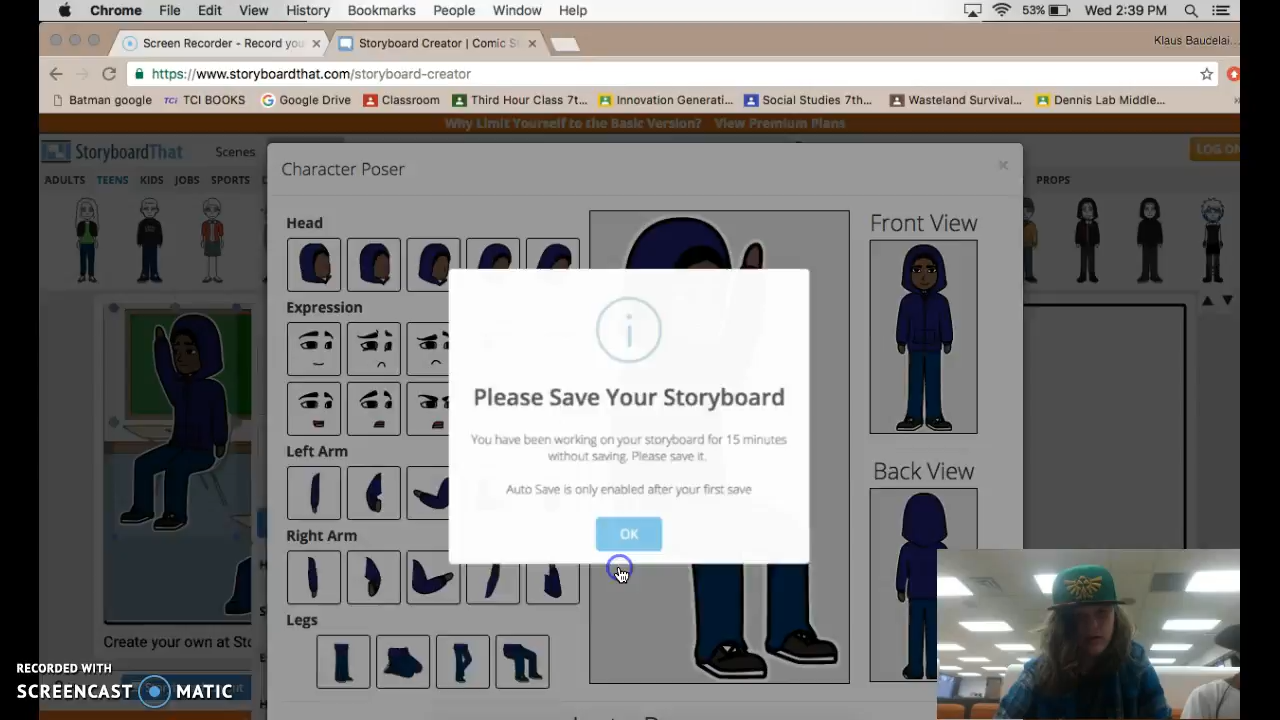 Chrome File Edit View History Bookmarks People Window Help 53% Wed 2:39 PM
Screen Recorder - Record you × Storyboard Creator | Comic S ×
Klaus Baudelai...
https://www.storyboardthat.com/storyboard-creator
Batman google TCI TCI BOOKS Google Drive Classroom Third Hour Class 7t... Innovation Generati... Social Studies 7th... Wasteland Survival... Dennis Lab Middle... »
Why Limit Yourself to the Basic Version? View Premium Plans
StoryboardThat Scenes LOG ON
ADULTS TEENS KIDS JOBS SPORTS PROPS
Character Poser ×
Head
Front View
Expression
Please Save Your Storyboard
You have been working on your storyboard for 15 minutes
without saving. Please save it.
Auto Save is only enabled after your first save
OK
Left Arm
Back View
Right Arm
Legs
Create your own at Sto
RECORDED WITH
SCREENCAST MATIC